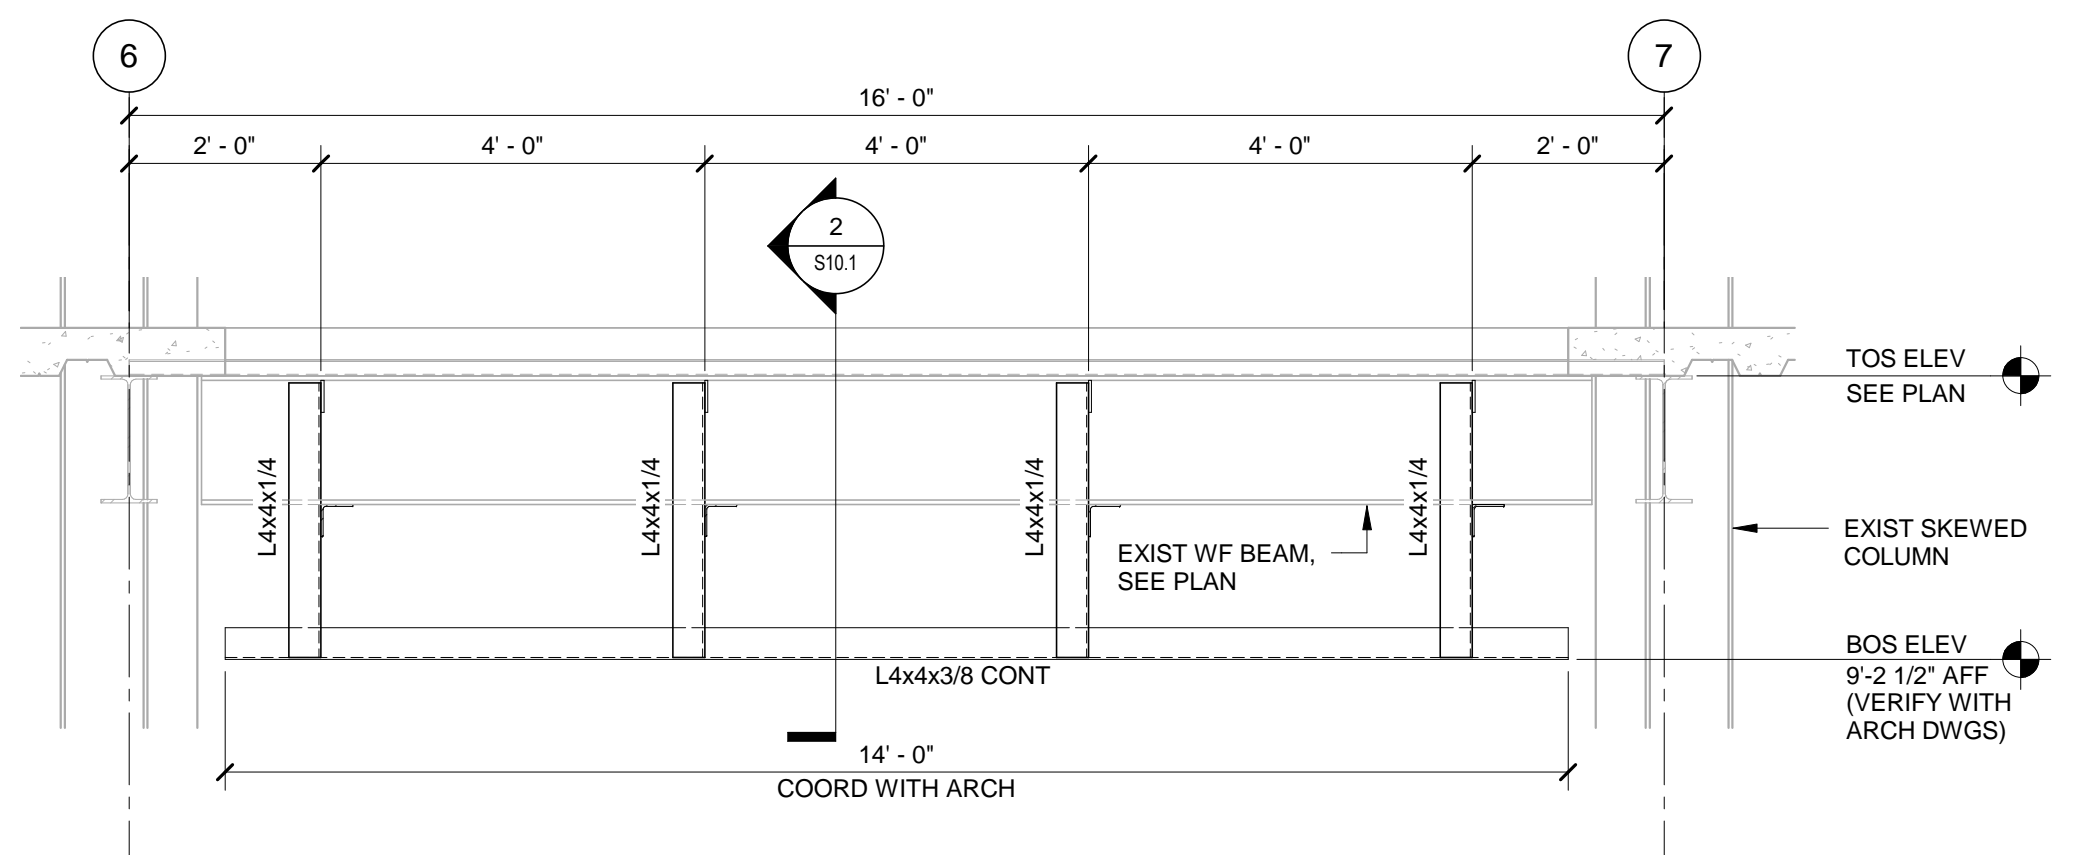 6
7
16' - 0"
2' - 0"
4' - 0"
4' - 0"
4' - 0"
2' - 0"
2
S10.1
TOS ELEV
SEE PLAN
L4x4x1/4
L4x4x1/4
L4x4x1/4
L4x4x1/4
EXIST WF BEAM,
SEE PLAN
EXIST SKEWED
COLUMN
BOS ELEV
9'-2 1/2" AFF
(VERIFY WITH
ARCH DWGS)
L4x4x3/8 CONT
14' - 0"
COORD WITH ARCH